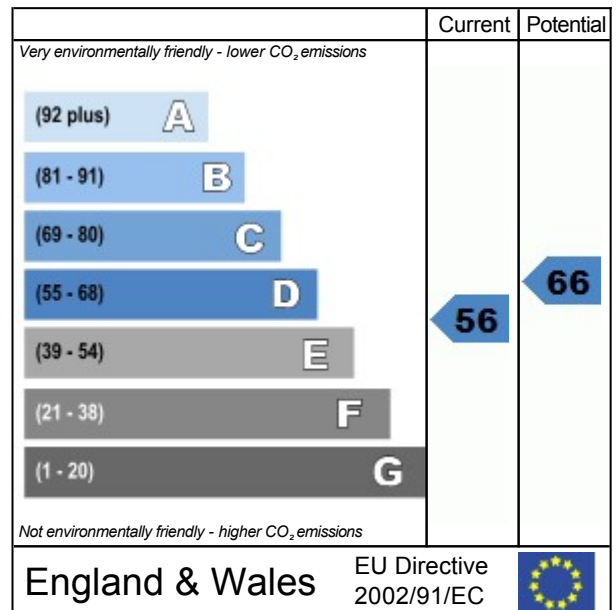 Current Potential
Very environmentally friendly - lower CO₂ emissions
(92 plus) A
(81 - 91) B
(69 - 80) C
(55 - 68) D
(39 - 54) E
(21 - 38) F
(1 - 20) G
56
66
Not environmentally friendly - higher CO₂ emissions
England & Wales
EU Directive
2002/91/EC